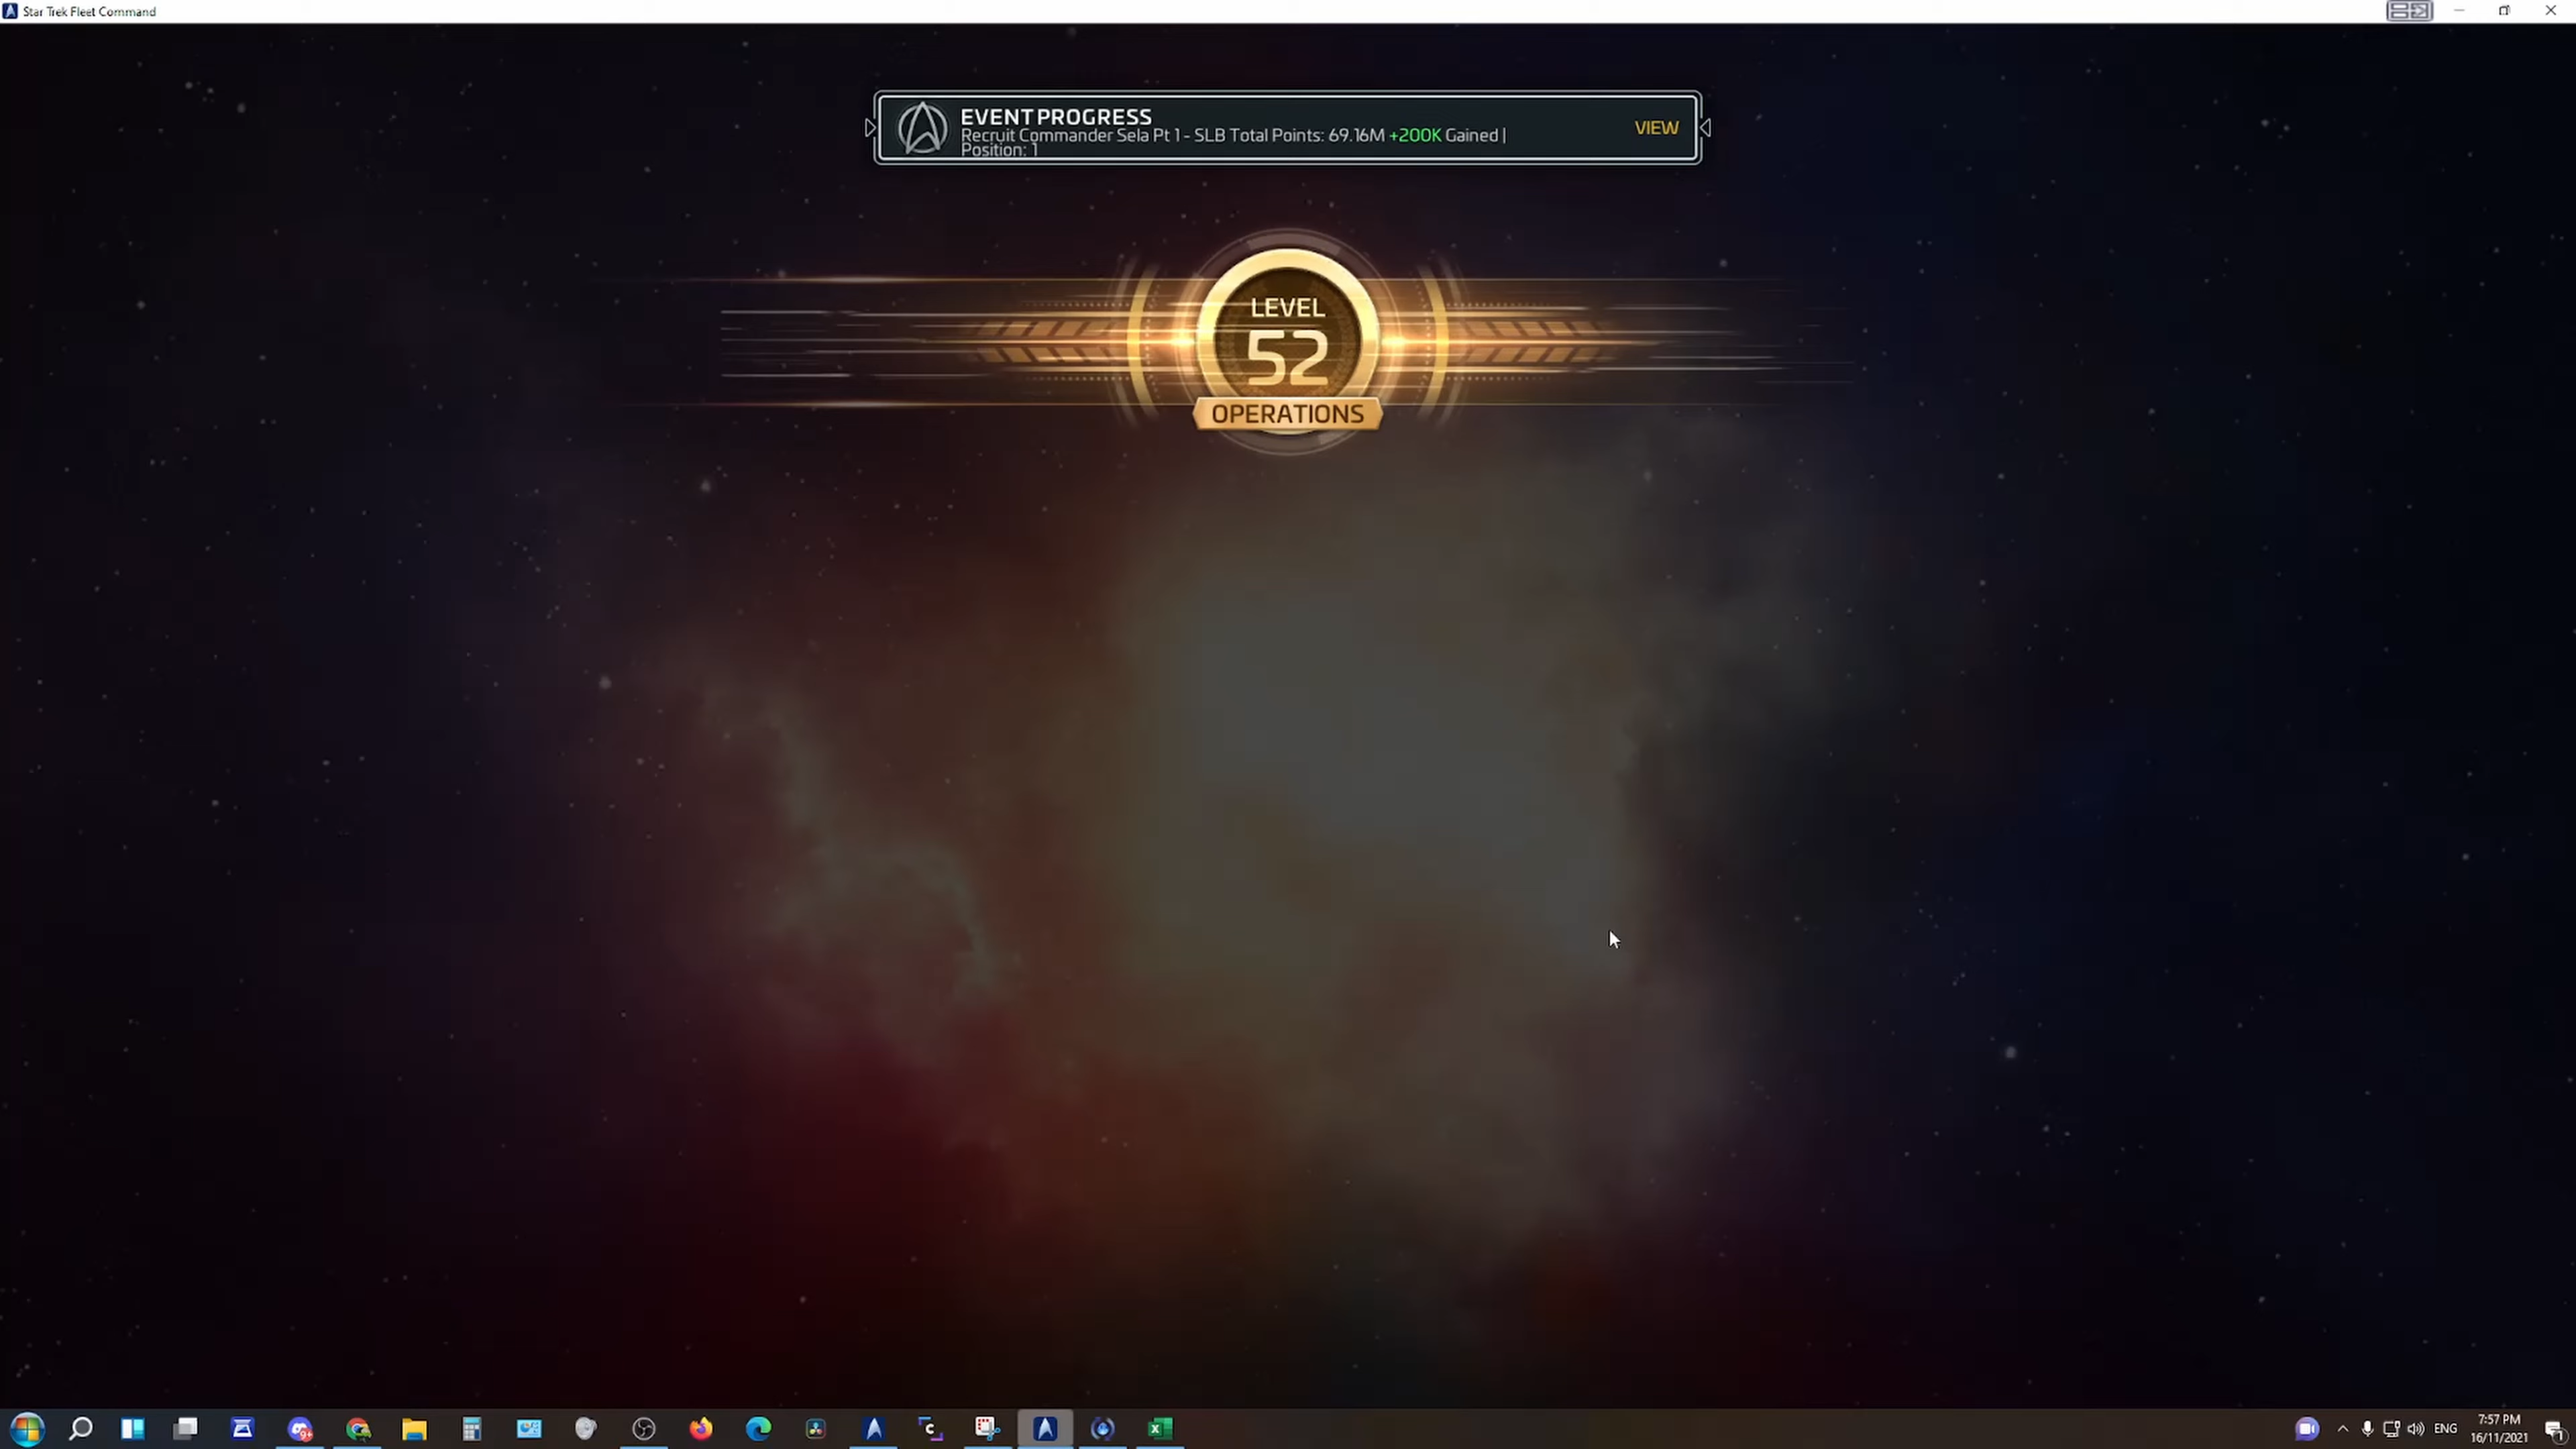 Star Trek Fleet Command
EVENT PROGRESS
Recruit Commander Sela Pt 1 - SLB Total Points: 69.16M +200K Gained |
Position: 1
VIEW
LEVEL
52
OPERATIONS
9+
ENG
7:57 PM
16/11/2021